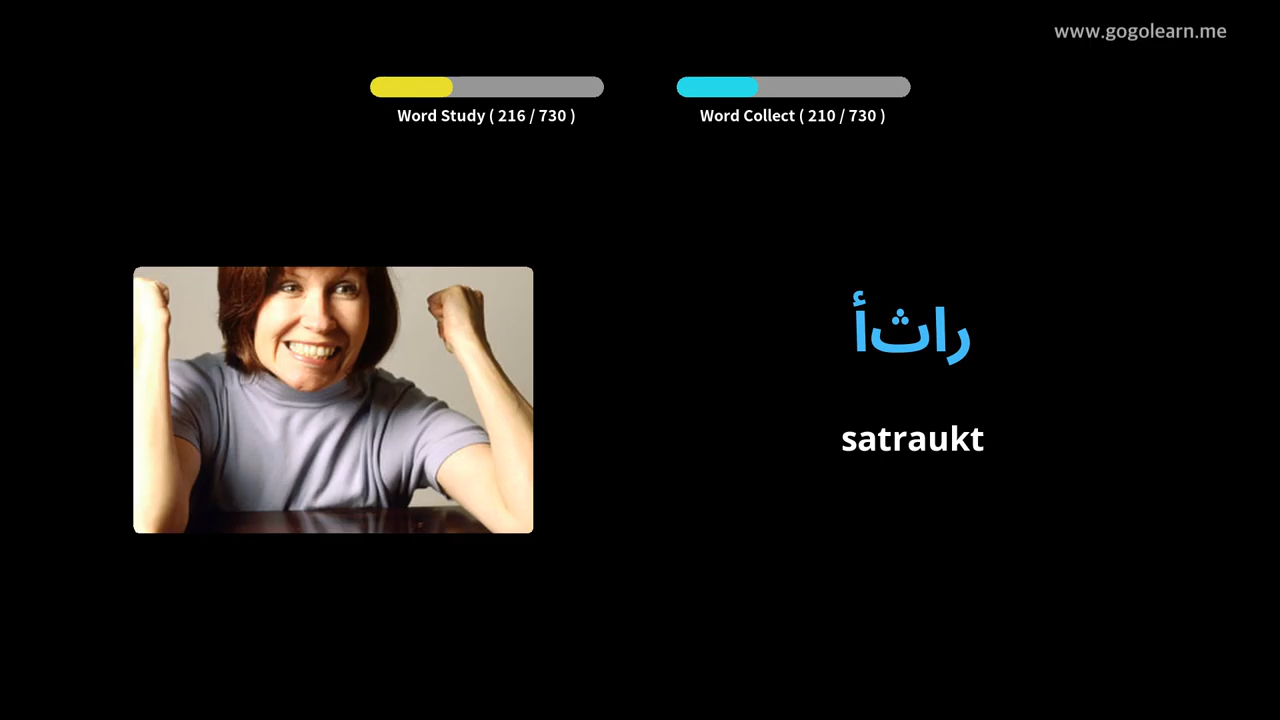 www.gogolearn.me
Word Study ( 216 / 730 )
Word Collect ( 210 / 730 )
راثأ
satraukt